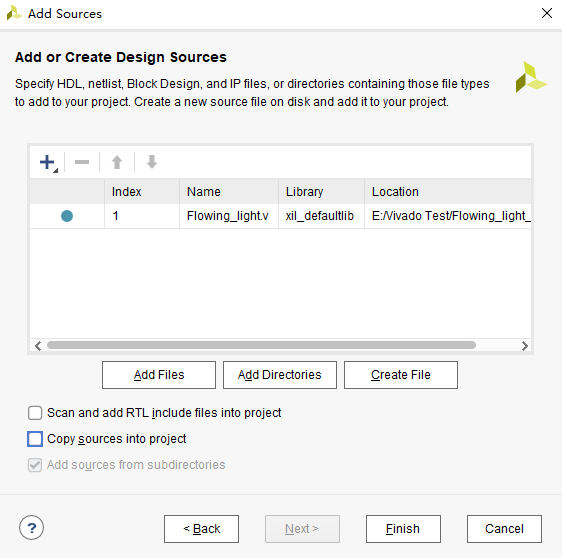 Add Sources
Add or Create Design Sources
Specify HDL, netlist, Block Design, and IP files, or directories containing those file types
to add to your project. Create a new source file on disk and add it to your project.
Index Name Library Location
1 Flowing_light.v xil_defaultlib E:/Vivado Test/Flowing_light_
Add Files Add Directories Create File
Scan and add RTL include files into project
Copy sources into project
Add sources from subdirectories
? < Back Next > Finish Cancel